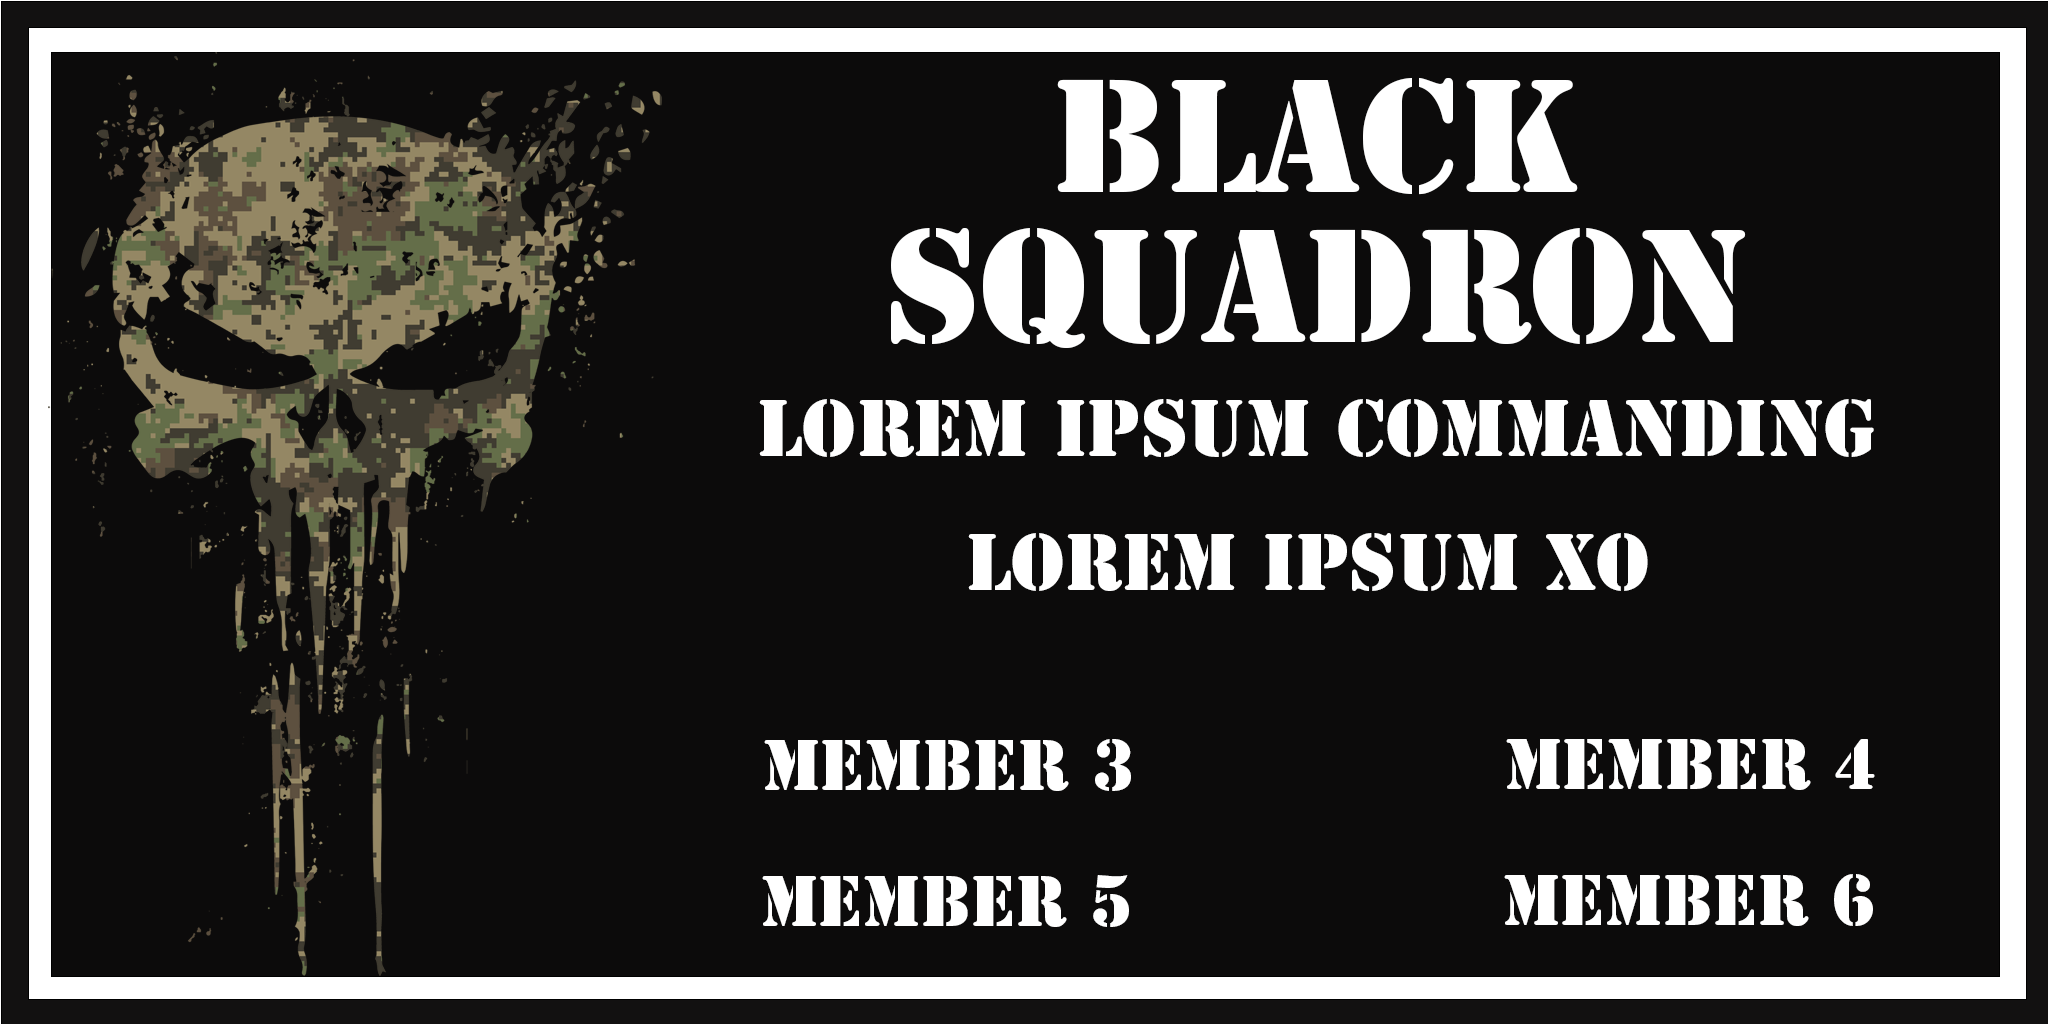 BLACK
SQUADRON
LOREM IPSUM COMMANDING
LOREM IPSUM XO
MEMBER 3 MEMBER 4
MEMBER 5 MEMBER 6